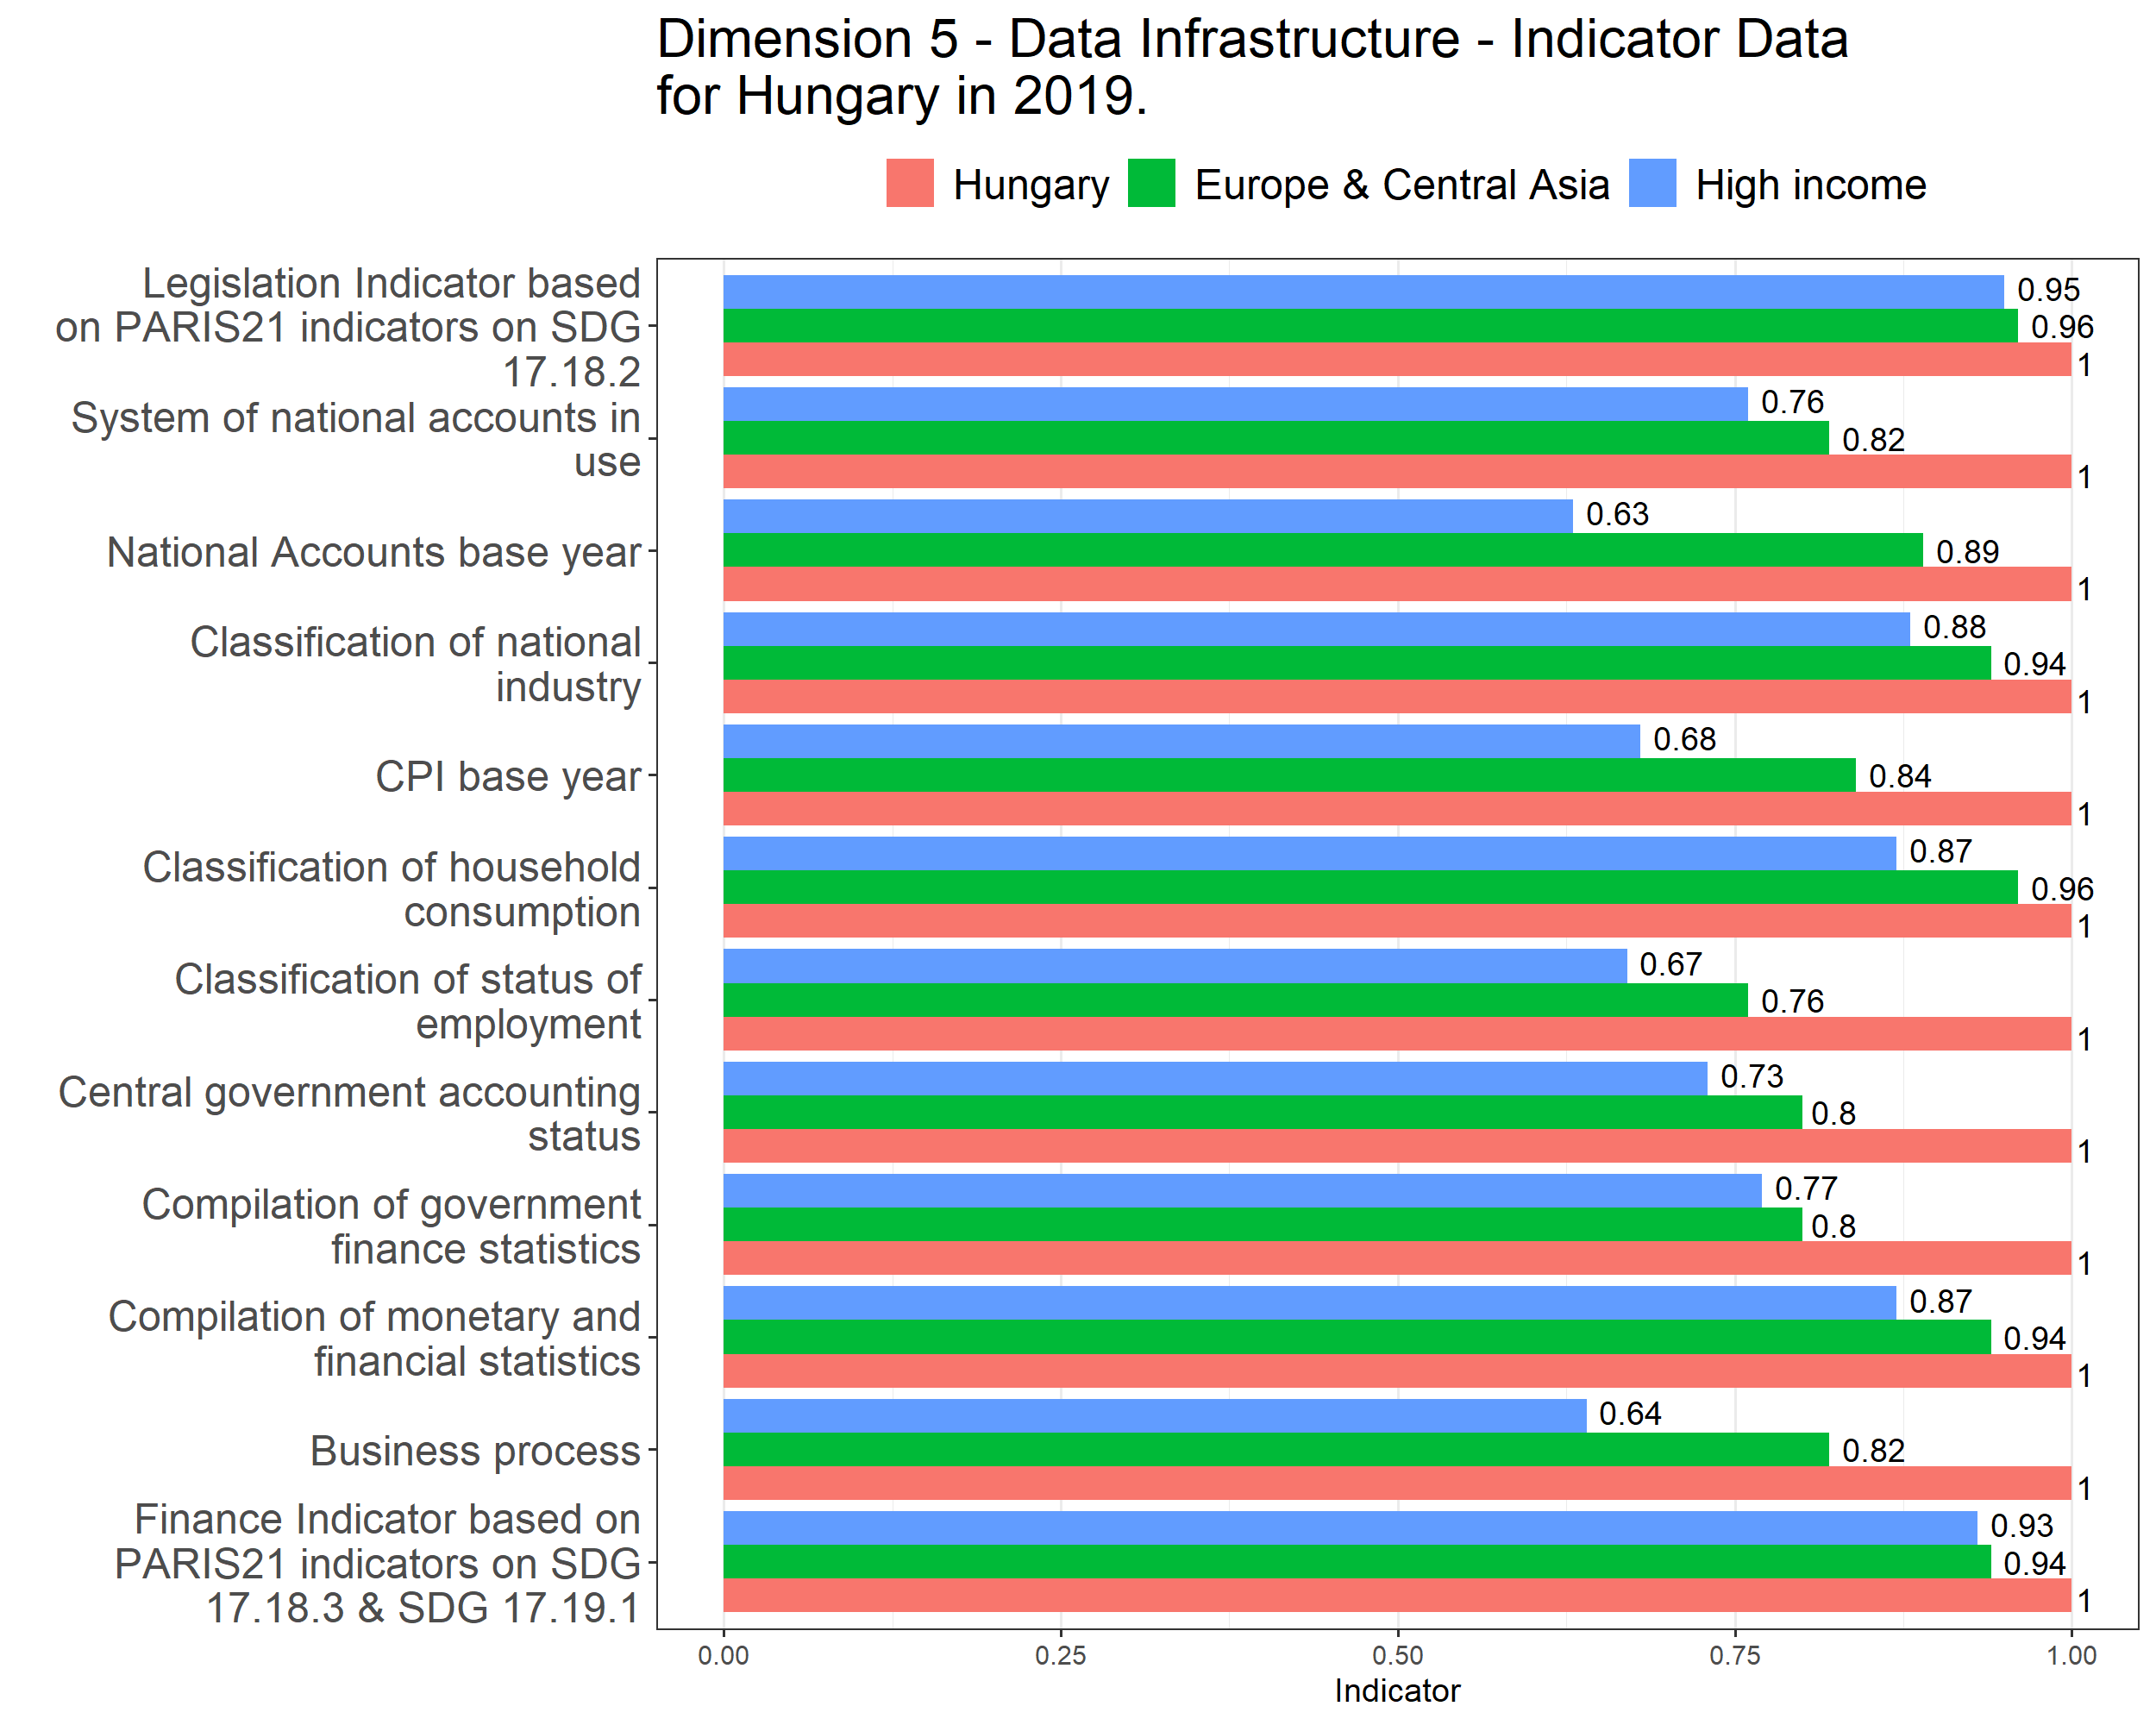 Dimension 5 - Data Infrastructure - Indicator Data
for Hungary in 2019.
Hungary
Europe & Central Asia
High income
Legislation Indicator based
on PARIS21 indicators on SDG
17.18.2
0.95
0.96
1
System of national accounts in
use
0.76
0.82
1
National Accounts base year
0.63
0.89
1
Classification of national
industry
0.88
0.94
1
CPI base year
0.68
0.84
1
Classification of household
consumption
0.87
0.96
1
Classification of status of
employment
0.67
0.76
1
Central government accounting
status
0.73
0.8
1
Compilation of government
finance statistics
0.77
0.8
1
Compilation of monetary and
financial statistics
0.87
0.94
1
Business process
0.64
0.82
1
Finance Indicator based on
PARIS21 indicators on SDG
17.18.3 & SDG 17.19.1
0.93
0.94
1
0.00
0.25
0.50
0.75
1.00
Indicator